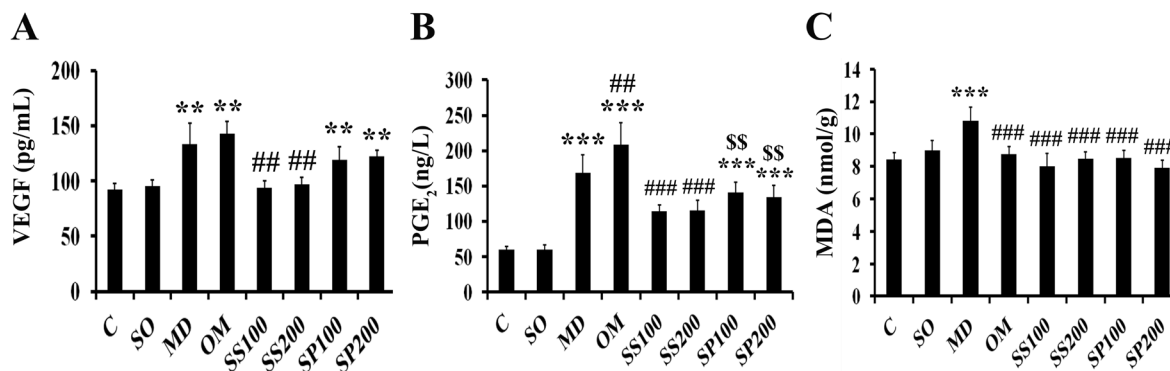 A
VEGF (pg/mL)
200
150
100
50
0
**
**
##
##
**
**
C
SO
MD
OM
SS100
SS200
SP100
SP200
B
PGE2 (ng/L)
350
300
250
200
150
100
50
0
***
##
***
###
###
$$
***
$$
***
C
SO
MD
OM
SS100
SS200
SP100
SP200
C
MDA (nmol/g)
14
12
10
8
6
4
2
0
***
###
###
###
###
###
C
SO
MD
OM
SS100
SS200
SP100
SP200